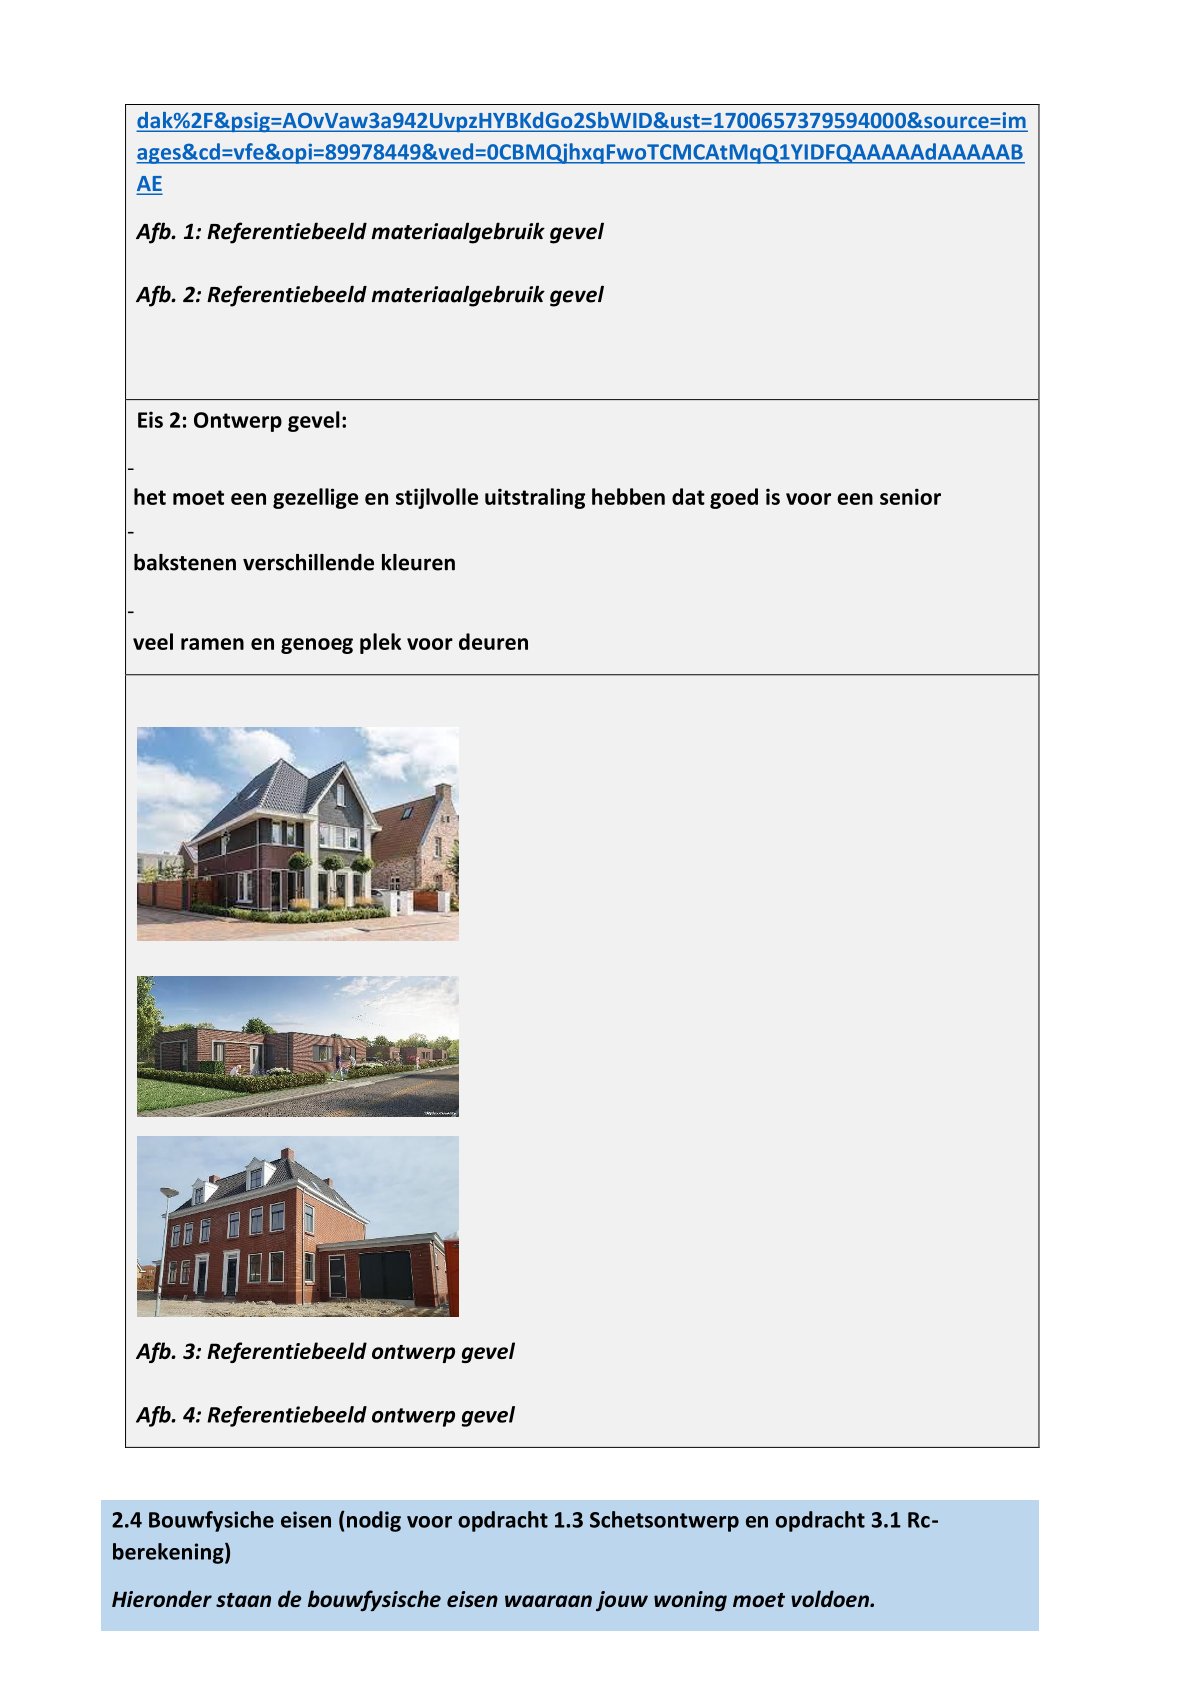 dak%2F&psig=AOvVaw3a942UvpzHYBKdGo2SbWID&ust=1700657379594000&source=im
ages&cd=vfe&opi=89978449&ved=0CBMQjhxqFwoTCMCAtMqQ1YIDFQAAAAAdAAAAAB
AE
Afb. 1: Referentiebeeld materiaalgebruik gevel
Afb. 2: Referentiebeeld materiaalgebruik gevel
Eis 2: Ontwerp gevel:
-
het moet een gezellige en stijlvolle uitstraling hebben dat goed is voor een senior
-
bakstenen verschillende kleuren
-
veel ramen en genoeg plek voor deuren
Afb. 3: Referentiebeeld ontwerp gevel
Afb. 4: Referentiebeeld ontwerp gevel
2.4 Bouwfysiche eisen (nodig voor opdracht 1.3 Schetsontwerp en opdracht 3.1 Rc-
berekening)
Hieronder staan de bouwfysische eisen waaraan jouw woning moet voldoen.